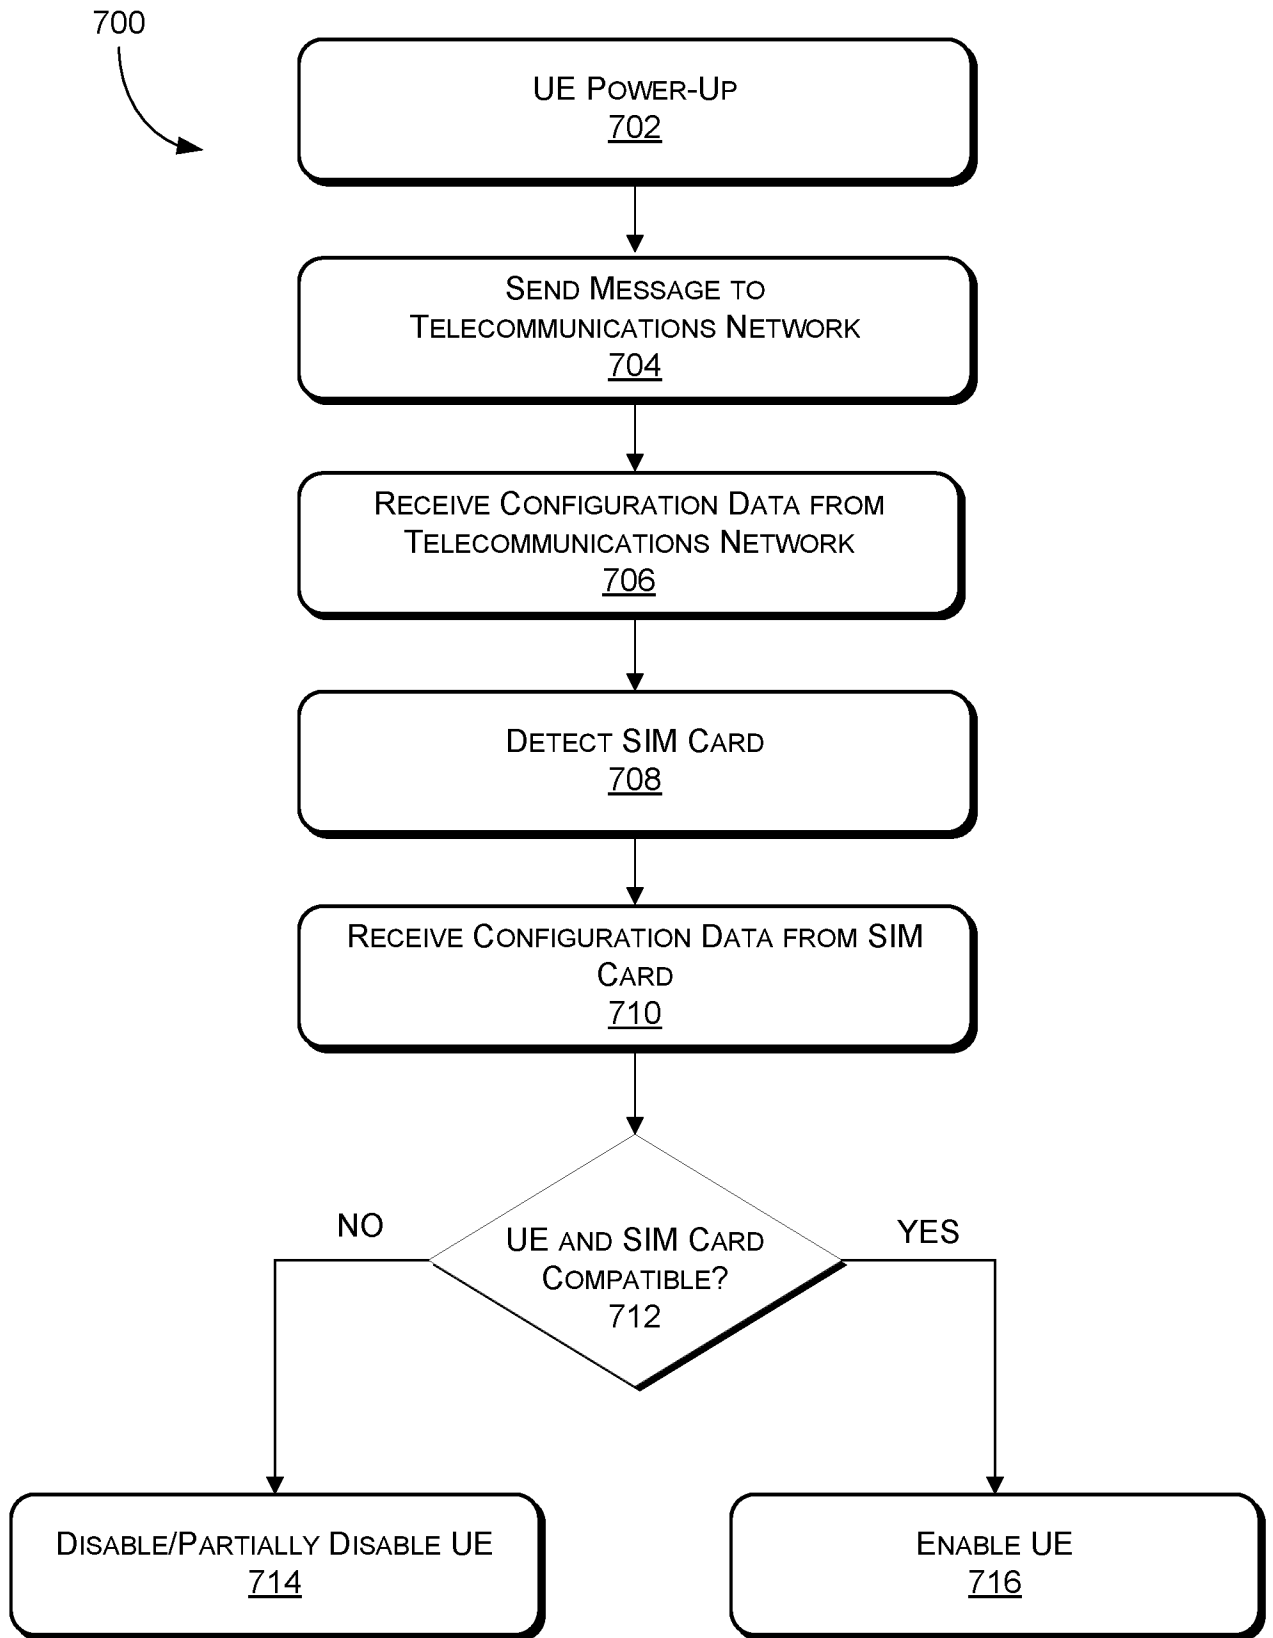 700
UE POWER-UP
702
SEND MESSAGE TO
TELECOMMUNICATIONS NETWORK
704
RECEIVE CONFIGURATION DATA FROM
TELECOMMUNICATIONS NETWORK
706
DETECT SIM CARD
708
RECEIVE CONFIGURATION DATA FROM SIM
CARD
710
NO
YES
UE AND SIM CARD
COMPATIBLE?
712
DISABLE/PARTIALLY DISABLE UE
714
ENABLE UE
716